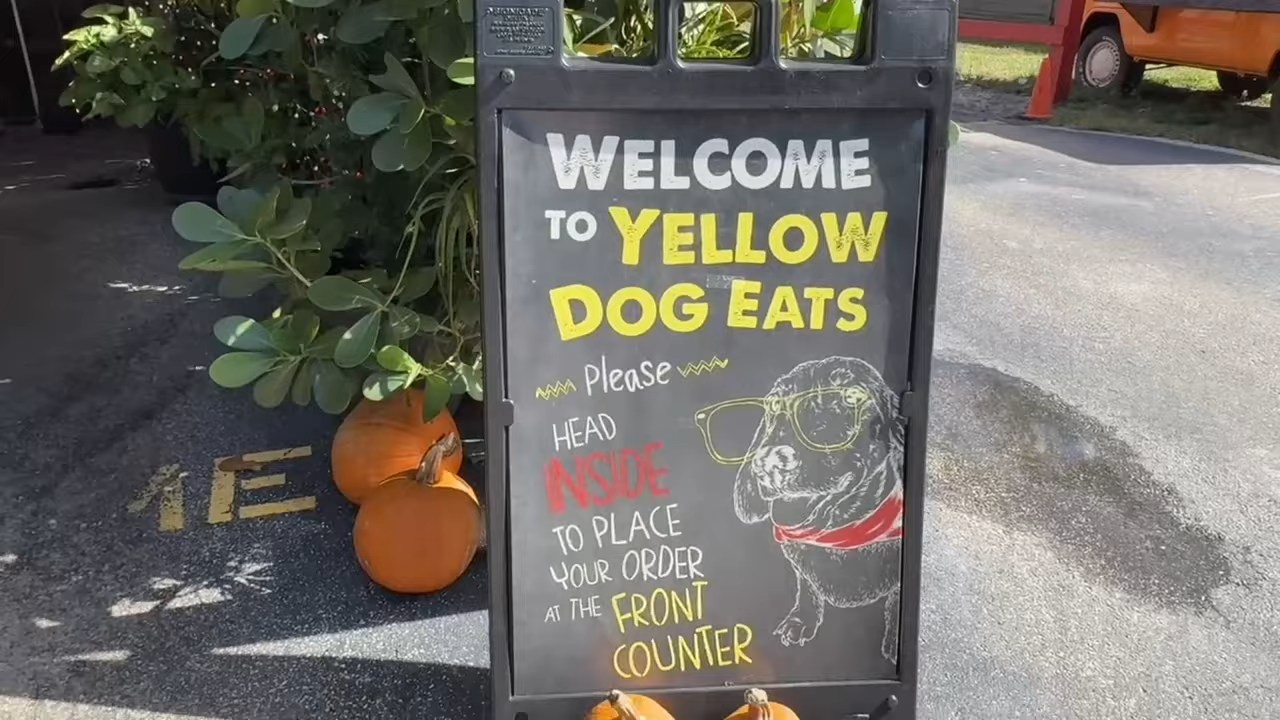 WELCOME
TO YELLOW
DOG EATS
Please
HEAD
INSIDE
TO PLACE
YOUR ORDER
AT THE FRONT
COUNTER